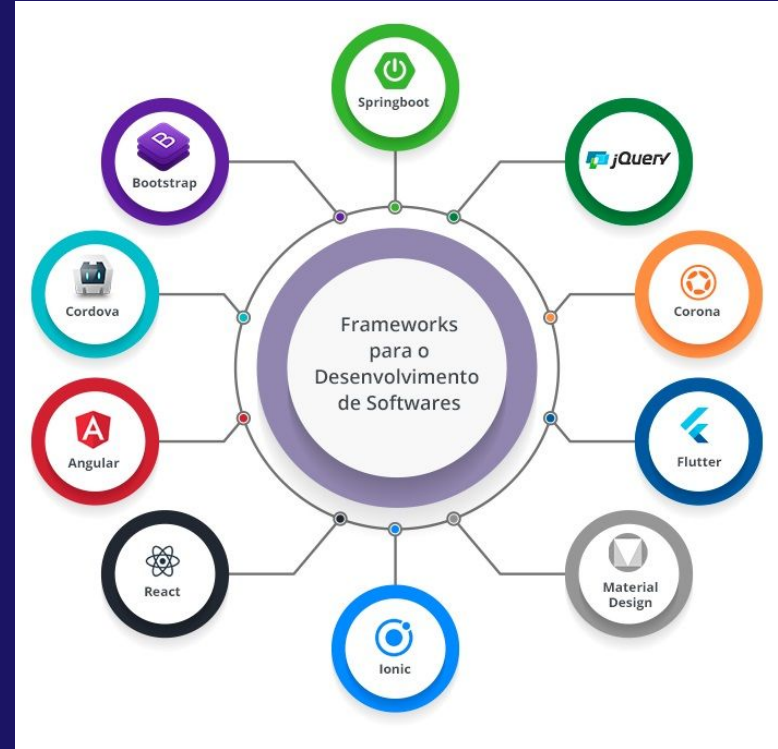 Springboot
Bootstrap
jQuery
Cordova
Corona
Frameworks
para o
Desenvolvimento
de Softwares
Angular
Flutter
React
Material
Design
Ionic